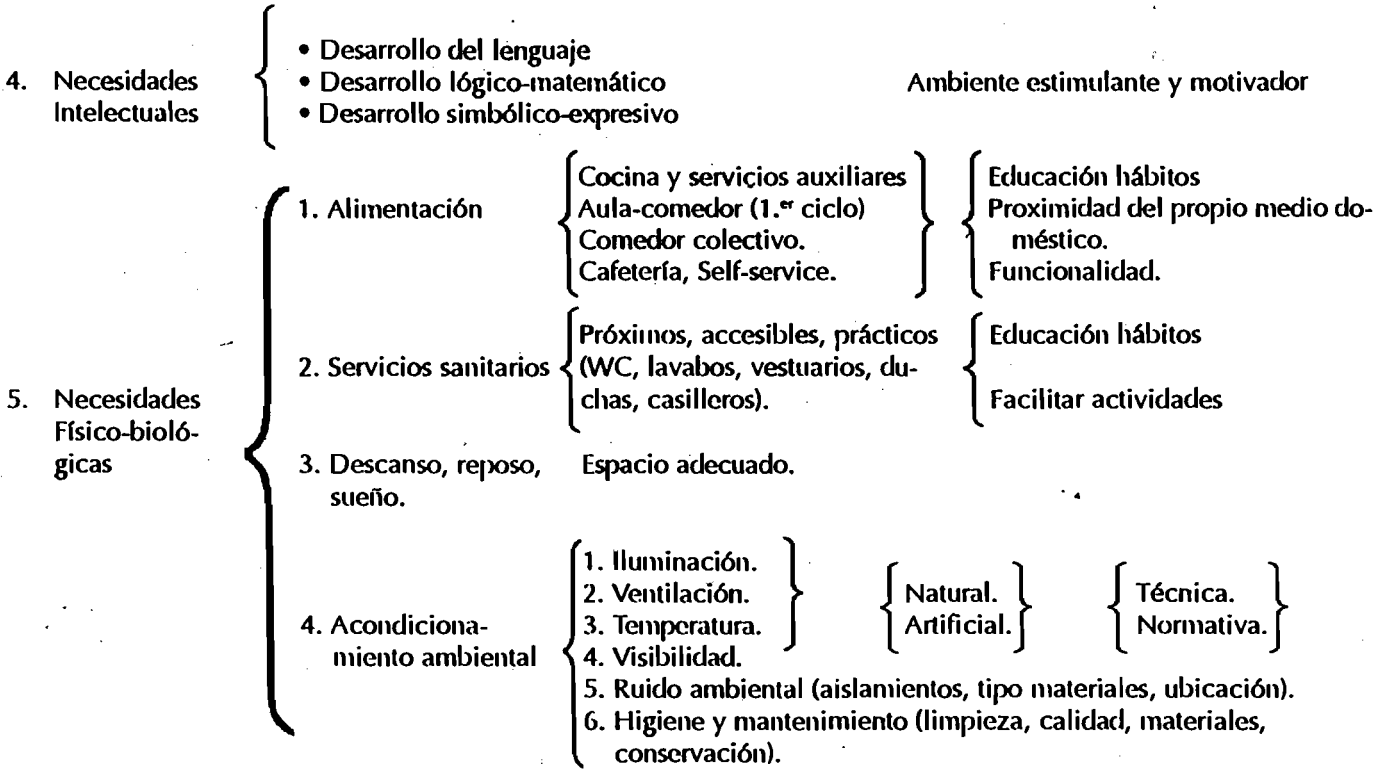 4. Necesidades
Intelectuales
• Desarrollo del lenguaje
• Desarrollo lógico-matemático
• Desarrollo simbólico-expresivo
Ambiente estimulante y motivador
5. Necesidades
Físico-bioló-
gicas
1. Alimentación
Cocina y servicios auxiliares
Aula-comedor (1.er ciclo)
Comedor colectivo.
Cafetería, Self-service.
Educación hábitos
Proximidad del propio medio do-
méstico.
Funcionalidad.
2. Servicios sanitarios
Próximos, accesibles, prácticos
(WC, lavabos, vestuarios, du-
chas, casilleros).
Educación hábitos
Facilitar actividades
3. Descanso, reposo,
sueño.
Espacio adecuado.
4. Acondiciona-
miento ambiental
1. Iluminación.
2. Ventilación.
3. Temperatura.
4. Visibilidad.
5. Ruido ambiental (aislamientos, tipo materiales, ubicación).
6. Higiene y mantenimiento (limpieza, calidad, materiales,
conservación).
Natural.
Artificial.
Técnica.
Normativa.